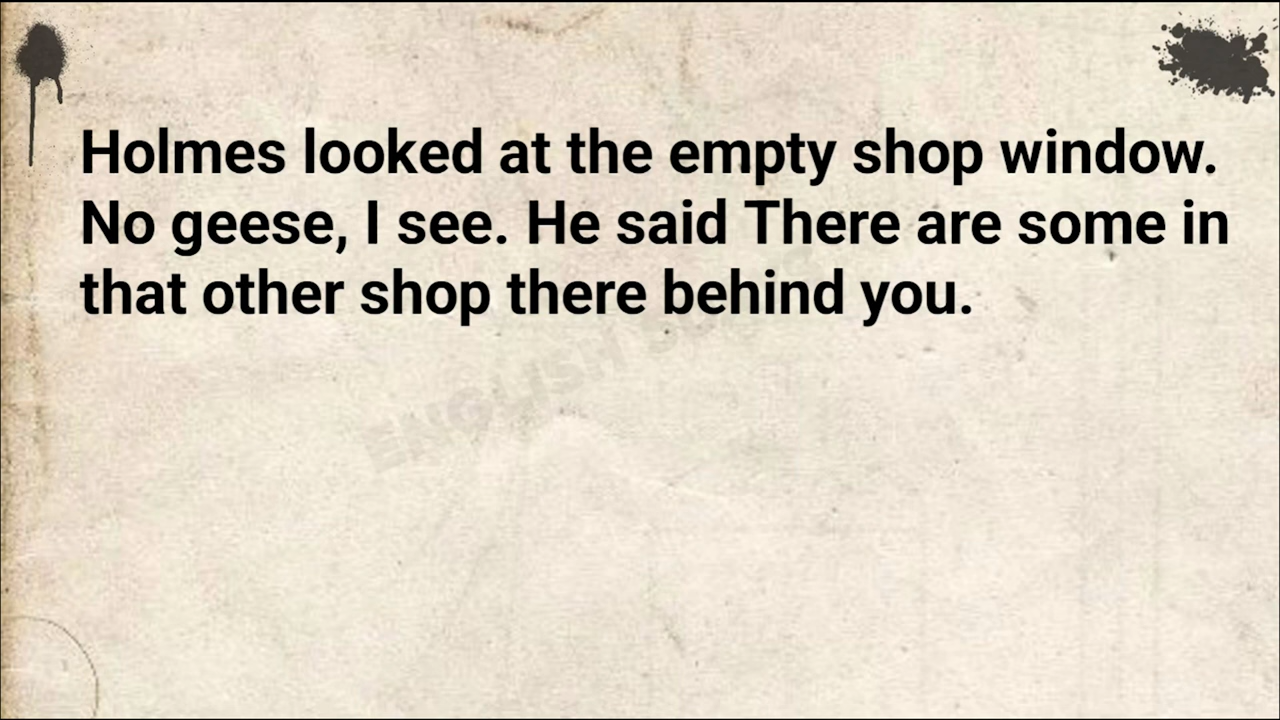 Holmes looked at the empty shop window.
No geese, I see. He said There are some in
that other shop there behind you.
ENGLISH